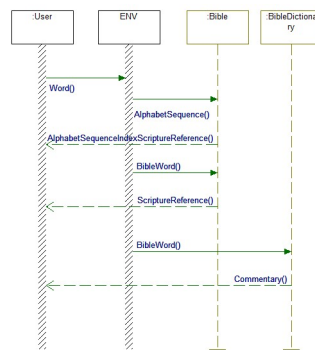 :User
ENV
:Bible
:BibleDictiona
ry
Word()
AlphabetSequence()
AlphabetSequenceIndexScriptureReference()
BibleWord()
ScriptureReference()
BibleWord()
Commentary()